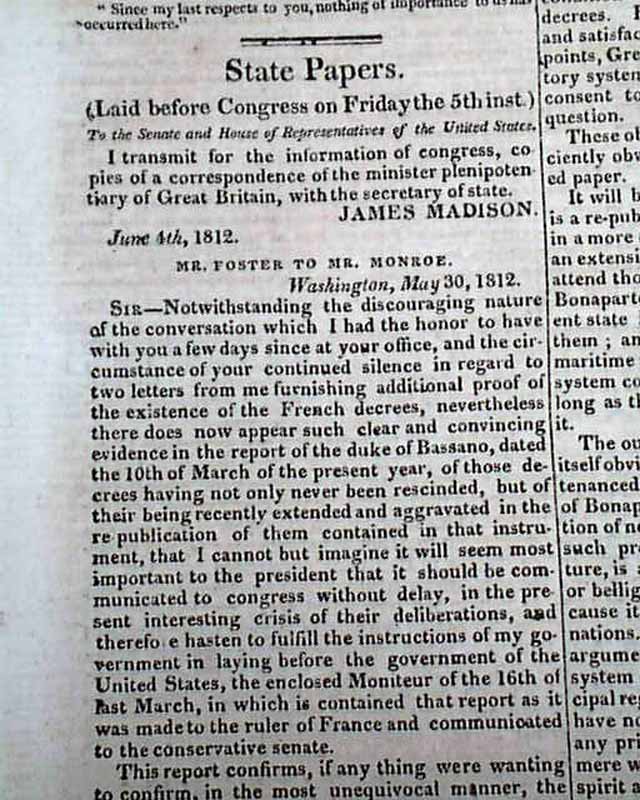 " Since my last respects to you, nothing of importance to us has
occurred here."
State Papers.
(Laid before Congress on Friday the 5th inst.)
To the Senate and House of Representatives of the United States.
I transmit for the information of congress, co-
pies of a correspondence of the minister plenipoten-
tiary of Great Britain, with the secretary of state.
JAMES MADISON.
June 4th, 1812.
MR. FOSTER TO MR. MONROE.
Washington, May 30, 1812.
SIR—Notwithstanding the discouraging nature
of the conversation which I had the honor to have
with you a few days since at your office, and the cir-
cumstance of your continued silence in regard to
two letters from me furnishing additional proof of
the existence of the French decrees, nevertheless
there does now appear such clear and convincing
evidence in the report of the duke of Bassano, dated
the 10th of March of the present year, of those de-
crees having not only never been rescinded, but of
their being recently extended and aggravated in the
re-publication of them contained in that instru-
ment, that I cannot but imagine it will seem most
important to the president that it should be com-
municated to congress without delay, in the pre-
sent interesting crisis of their deliberations, and
therefo e hasten to fulfill the instructions of my go-
vernment in laying before the government of the
United States, the enclosed Moniteur of the 16th of
last March, in which is contained that report as it
was made to the ruler of France and communicated
to the conservative senate.
This report confirms, if any thing were wanting
to confirm, in the most unequivocal manner, the
decrees.
and satisfac
points, Gre
tory system
consent to
question.
These o
ciently obv
ed paper.
It will b
is a re-pub
in a more
an extensi
attend tho
Bonaparte
ent state
them ; an
maritime
system co
long as th
it.
The ou
itself obvi
tenanced
of Bonap
tion of n
such pr
ture, is
or bellig
cause it
nations.
argume
system
cipal reg
have no
any pri
mere w
spirit a